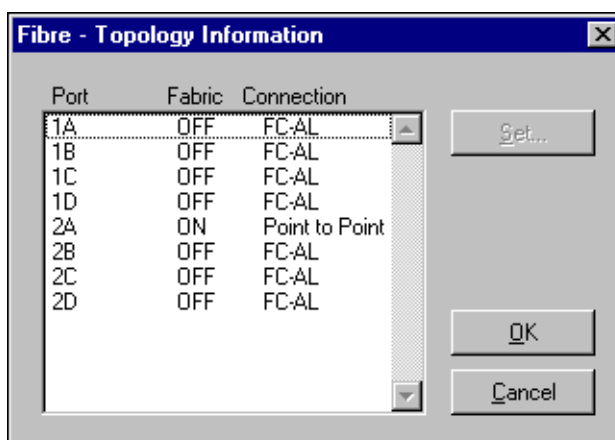 Fibre - Topology Information
Port Fabric Connection
1A OFF FC-AL
1B OFF FC-AL
1C OFF FC-AL
1D OFF FC-AL
2A ON Point to Point
2B OFF FC-AL
2C OFF FC-AL
2D OFF FC-AL
Set...
OK
Cancel